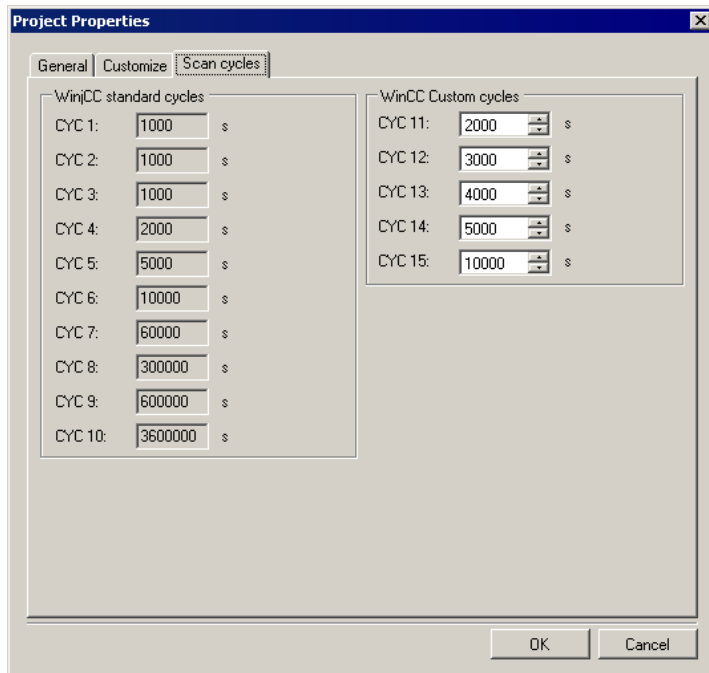 Project Properties
General Customize Scan cycles
WinjCC standard cycles
CYC 1: 1000 s
CYC 2: 1000 s
CYC 3: 1000 s
CYC 4: 2000 s
CYC 5: 5000 s
CYC 6: 10000 s
CYC 7: 60000 s
CYC 8: 300000 s
CYC 9: 600000 s
CYC 10: 3600000 s
WinCC Custom cycles
CYC 11: 2000 s
CYC 12: 3000 s
CYC 13: 4000 s
CYC 14: 5000 s
CYC 15: 10000 s
OK Cancel